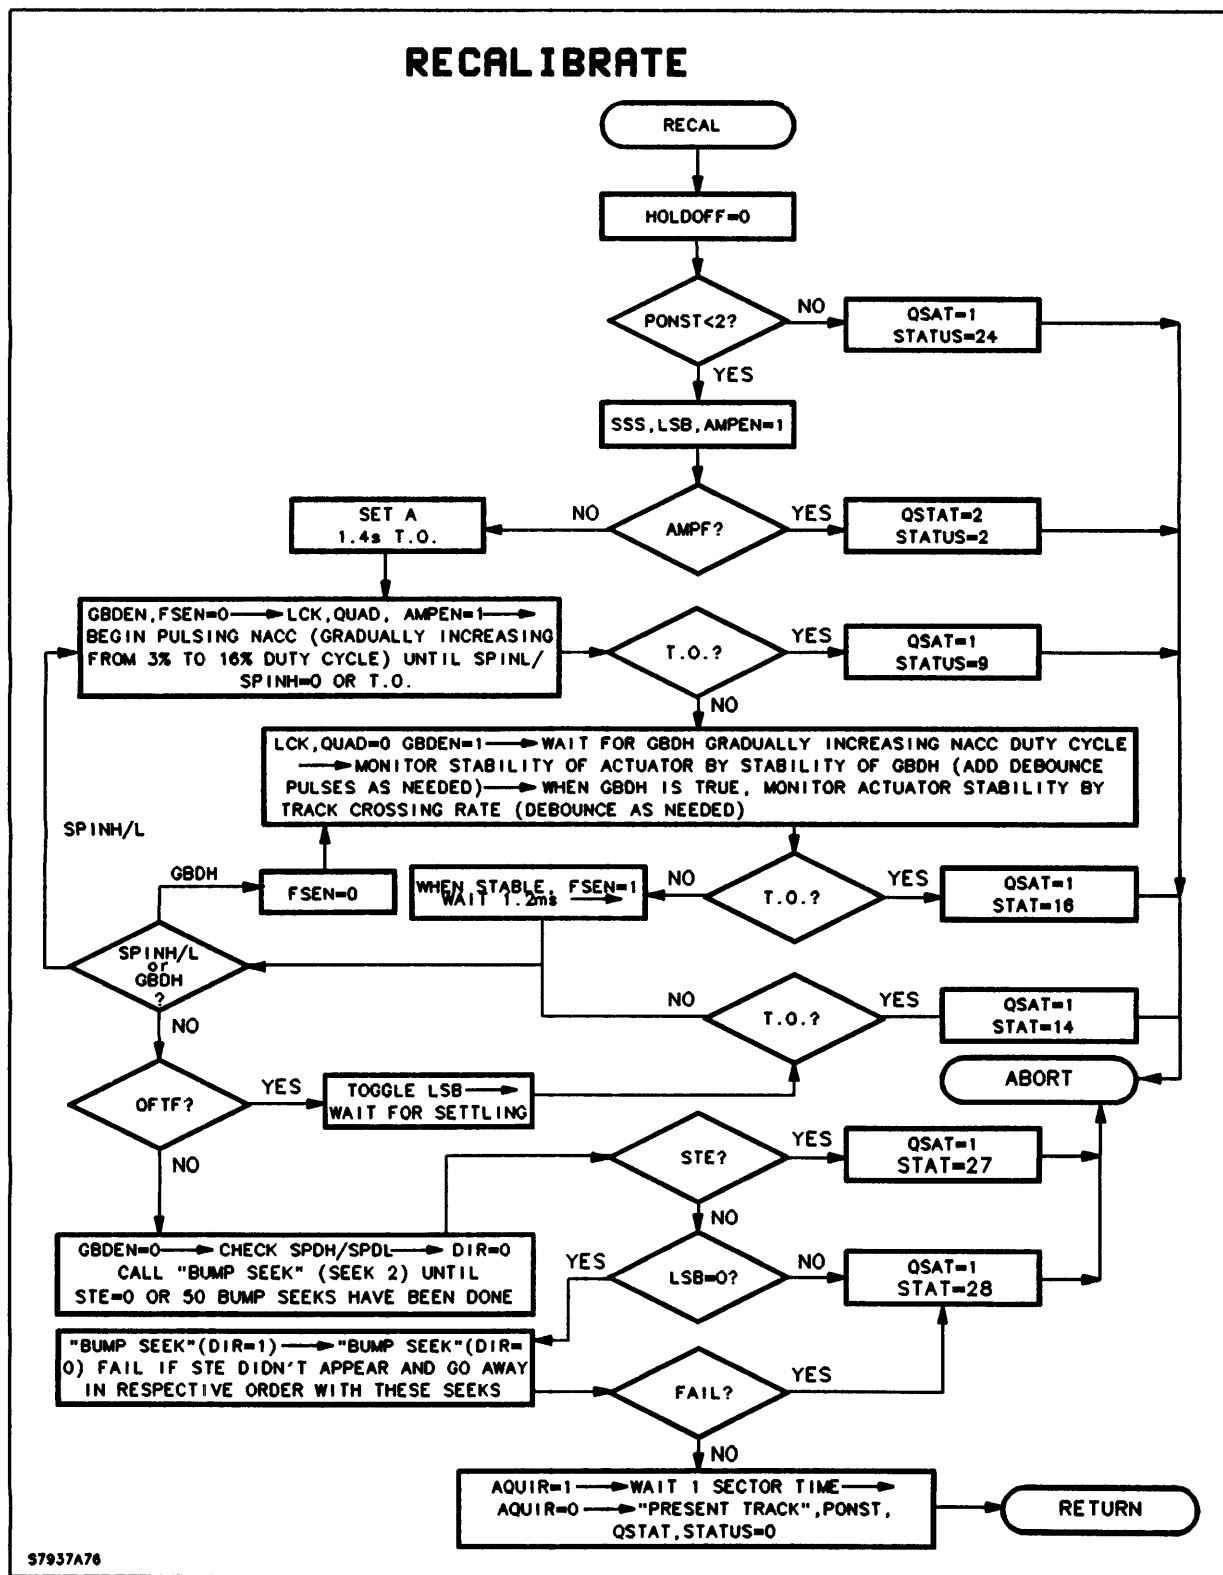 RECALIBRATE
RECAL
HOLDOFF=0
PONST<2?
NO
QSAT=1
STATUS=24
YES
SSS,LSB,AMPEN=1
AMPF?
YES
QSTAT=2
STATUS=2
NO
SET A
1.4s T.O.
GBDEN,FSEN=0→LCK,QUAD, AMPEN=1→
BEGIN PULSING NACC (GRADUALLY INCREASING
FROM 3% TO 16% DUTY CYCLE) UNTIL SPINL/
SPINH=0 OR T.O.
T.O.?
YES
QSAT=1
STATUS=9
NO
LCK,QUAD=0 GBDEN=1→WAIT FOR GBDH GRADUALLY INCREASING NACC DUTY CYCLE
→MONITOR STABILITY OF ACTUATOR BY STABILITY OF GBDH (ADD DEBOUNCE
PULSES AS NEEDED)→WHEN GBDH IS TRUE, MONITOR ACTUATOR STABILITY BY
TRACK CROSSING RATE (DEBOUNCE AS NEEDED)
SPINH/L
GBDH
FSEN=0
WHEN STABLE, FSEN=1
WAIT 1.2ms →
NO
T.O.?
YES
QSAT=1
STAT=16
SPINH/L
or
GBDH
?
NO
NO
T.O.?
YES
QSAT=1
STAT=14
ABORT
OFTF?
YES
TOGGLE LSB→
WAIT FOR SETTLING
NO
STE?
YES
QSAT=1
STAT=27
NO
GBDEN=0→CHECK SPDH/SPDL→DIR=0
CALL "BUMP SEEK" (SEEK 2) UNTIL
STE=0 OR 50 BUMP SEEKS HAVE BEEN DONE
YES
LSB=0?
NO
QSAT=1
STAT=28
"BUMP SEEK"(DIR=1)→"BUMP SEEK"(DIR=
0) FAIL IF STE DIDN'T APPEAR AND GO AWAY
IN RESPECTIVE ORDER WITH THESE SEEKS
FAIL?
YES
NO
AQUIR=1→WAIT 1 SECTOR TIME→
AQUIR=0→"PRESENT TRACK",PONST,
QSTAT,STATUS=0
RETURN
S7937A76